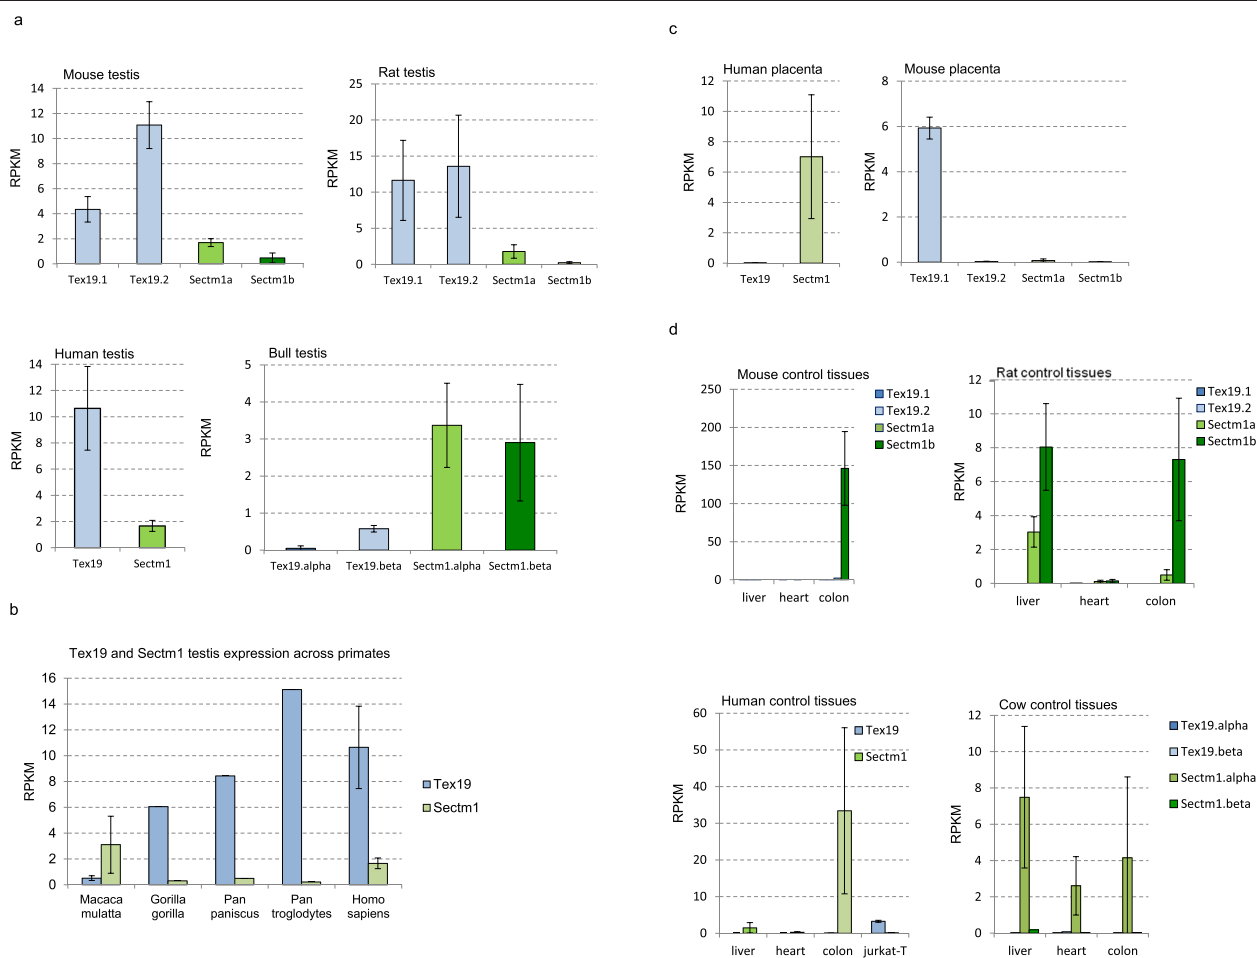 a
Mouse testis
RPKM
14
12
10
8
6
4
2
0
Tex19.1 Tex19.2 Sectm1a Sectm1b
Rat testis
RPKM
25
20
15
10
5
0
Tex19.1 Tex19.2 Sectm1a Sectm1b
Human testis
RPKM
14
12
10
8
6
4
2
0
Tex19 Sectm1
Bull testis
RPKM
5
4
3
2
1
0
Tex19.alpha Tex19.beta Sectm1.alpha Sectm1.beta
b
Tex19 and Sectm1 testis expression across primates
RPKM
16
14
12
10
8
6
4
2
0
Macaca Gorilla Pan Pan Homo
mulatta gorilla paniscus troglodytes sapiens
Tex19
Sectm1
c
Human placenta
RPKM
12
10
8
6
4
2
0
Tex19 Sectm1
Mouse placenta
RPKM
8
6
4
2
0
Tex19.1 Tex19.2 Sectm1a Sectm1b
d
Mouse control tissues
RPKM
250
200
150
100
50
0
liver heart colon
Tex19.1
Tex19.2
Sectm1a
Sectm1b
Rat control tissues
RPKM
12
10
8
6
4
2
0
liver heart colon
Tex19.1
Tex19.2
Sectm1a
Sectm1b
Human control tissues
RPKM
60
50
40
30
20
10
0
liver heart colon jurkat-T
Tex19
Sectm1
Cow control tissues
RPKM
12
10
8
6
4
2
0
liver heart colon
Tex19.alpha
Tex19.beta
Sectm1.alpha
Sectm1.beta